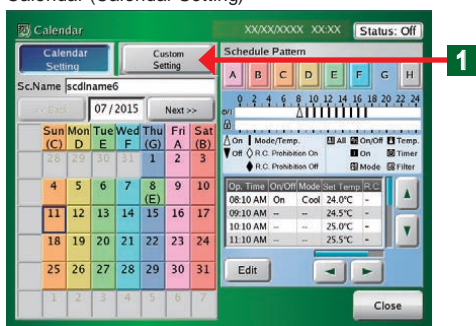 Calendar (Calendar Setting)
Calendar XX/XX/XXXX XX:XX Status: Off
Calendar Setting
Custom Setting
1
Sc.Name scdlname6
<< Back 07/2015 Next >>
Sun Mon Tue Wed Thu Fri Sat
(C) D E F (G) A (B)
28 29 30 31 1 2 3
4 5 6 7 8 9 10
(E)
11 12 13 14 15 16 17
18 19 20 21 22 23 24
25 26 27 28 29 30 31
1 2 3 4 5 6 7
Schedule Pattern
A B C D E F G H
0 2 4 6 8 10 12 14 16 18 20 22 24
On Mode/Temp. All On/Off Temp.
Off R.C. Prohibition On On Timer
R.C. Prohibition Off Mode Filter
Op. Time On/Off Mode Set Temp R.C.
08:10 AM On Cool 24.0°C -
09:10 AM -- -- 24.5°C -
10:10 AM -- -- 25.0°C -
11:10 AM -- -- 25.5°C -
Edit
Close